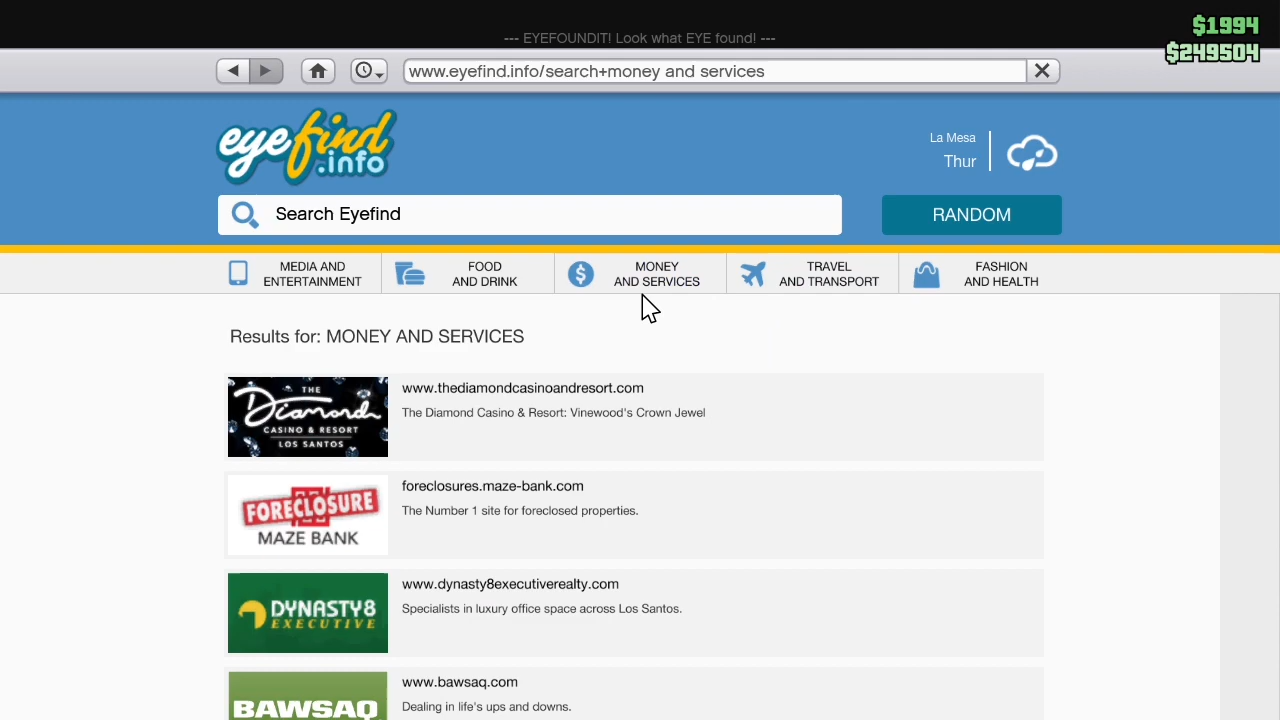 $1994
--- EYEFOUNDIT! Look what EYE found! ---
$249504
www.eyefind.info/search+money and services
eyefind
.info
La Mesa
Thur
Search Eyefind
RANDOM
MEDIA AND
ENTERTAINMENT
FOOD
AND DRINK
MONEY
AND SERVICES
TRAVEL
AND TRANSPORT
FASHION
AND HEALTH
Results for: MONEY AND SERVICES
THE
Diamond
CASINO & RESORT
LOS SANTOS
www.thediamondcasinoandresort.com
The Diamond Casino & Resort: Vinewood's Crown Jewel
FORECLOSURE
MAZE BANK
foreclosures.maze-bank.com
The Number 1 site for foreclosed properties.
DYNASTY8
EXECUTIVE
www.dynasty8executiverealty.com
Specialists in luxury office space across Los Santos.
BAWSAQ
www.bawsaq.com
Dealing in life's ups and downs.